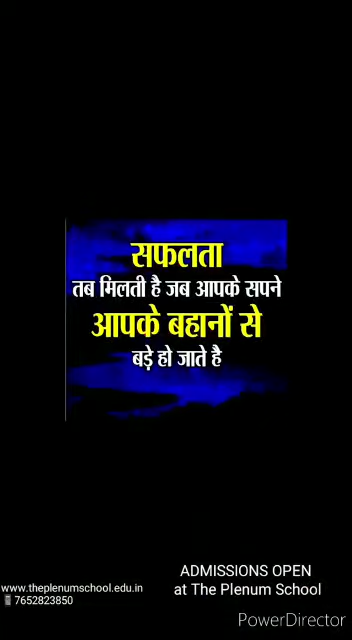 सफलता
तब मिलती है जब आपके सपने
आपके बहानों से
बड़े हो जाते है
ADMISSIONS OPEN
at The Plenum School
www.theplenumschool.edu.in
7652823850
PowerDirector